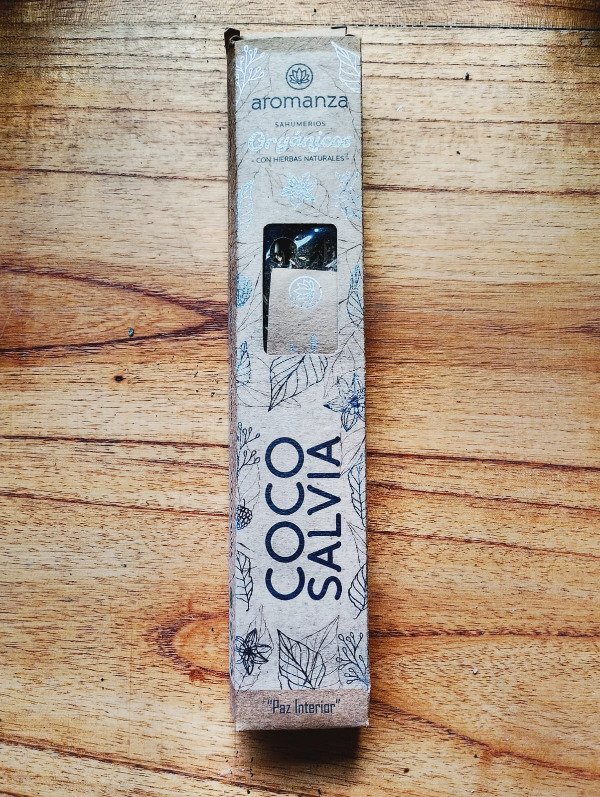 aromanza
SAHUMERIOS
Orgánicos
- CON HIERBAS NATURALES -
COCO
SALVIA
"Paz Interior"